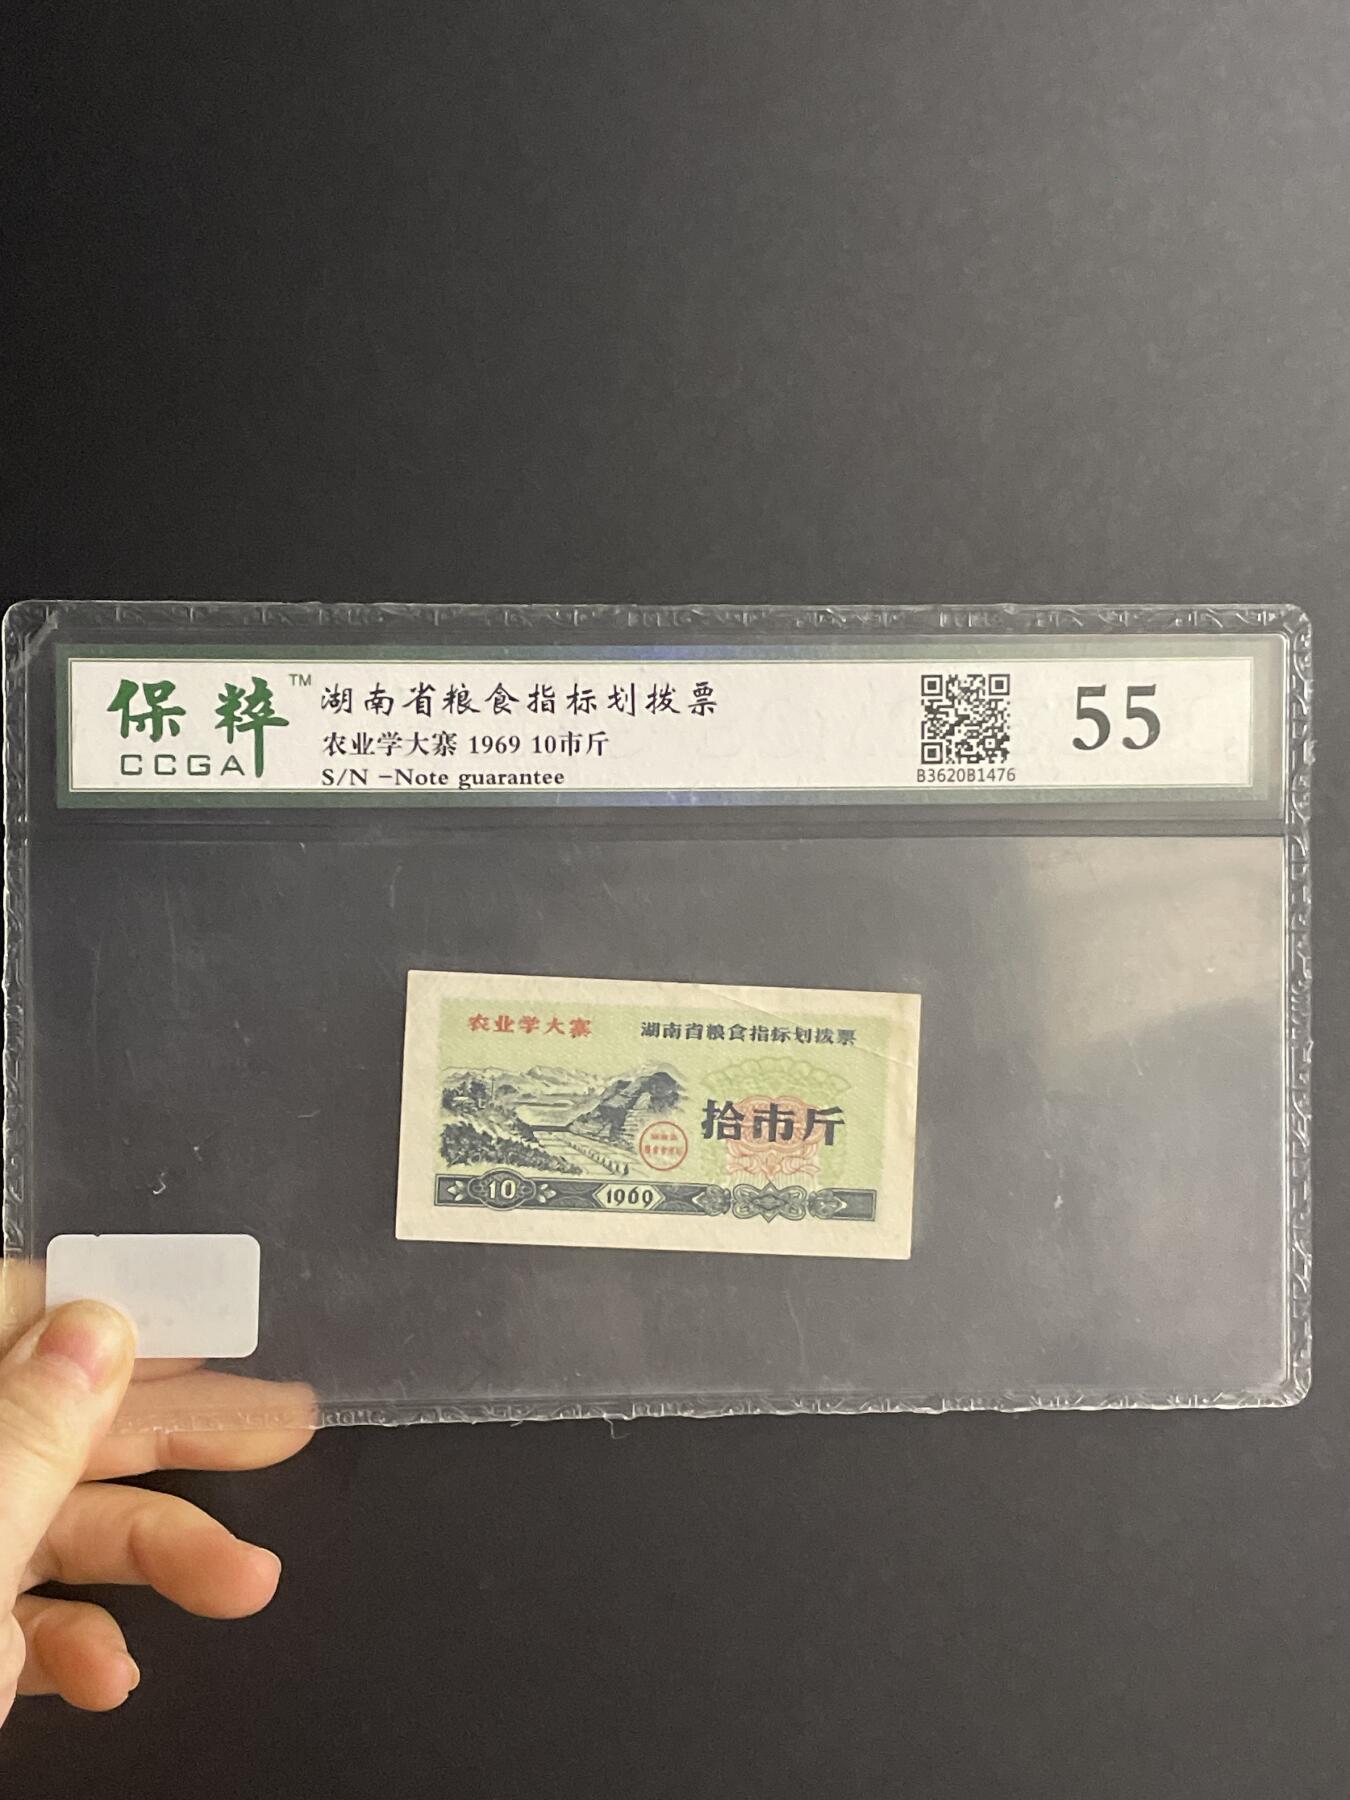 保粹™
CCGA
湖南省粮食指标划拨票
农业学大寨 1969 10市斤
S/N -Note guarantee
B3620B1476
55
农业学大寨
湖南省粮食指标划拨票
拾市斤
10
1969